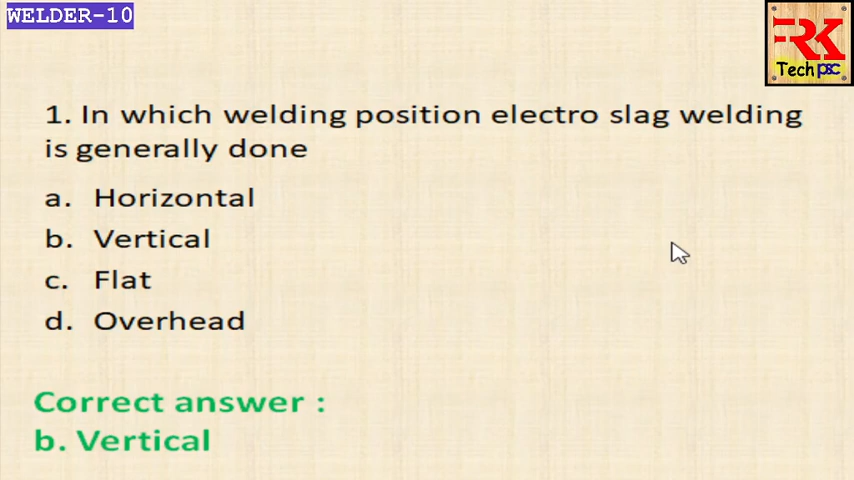 WELDER-10
RK
Tech psc
1. In which welding position electro slag welding
is generally done
a. Horizontal
b. Vertical
c. Flat
d. Overhead
Correct answer :
b. Vertical